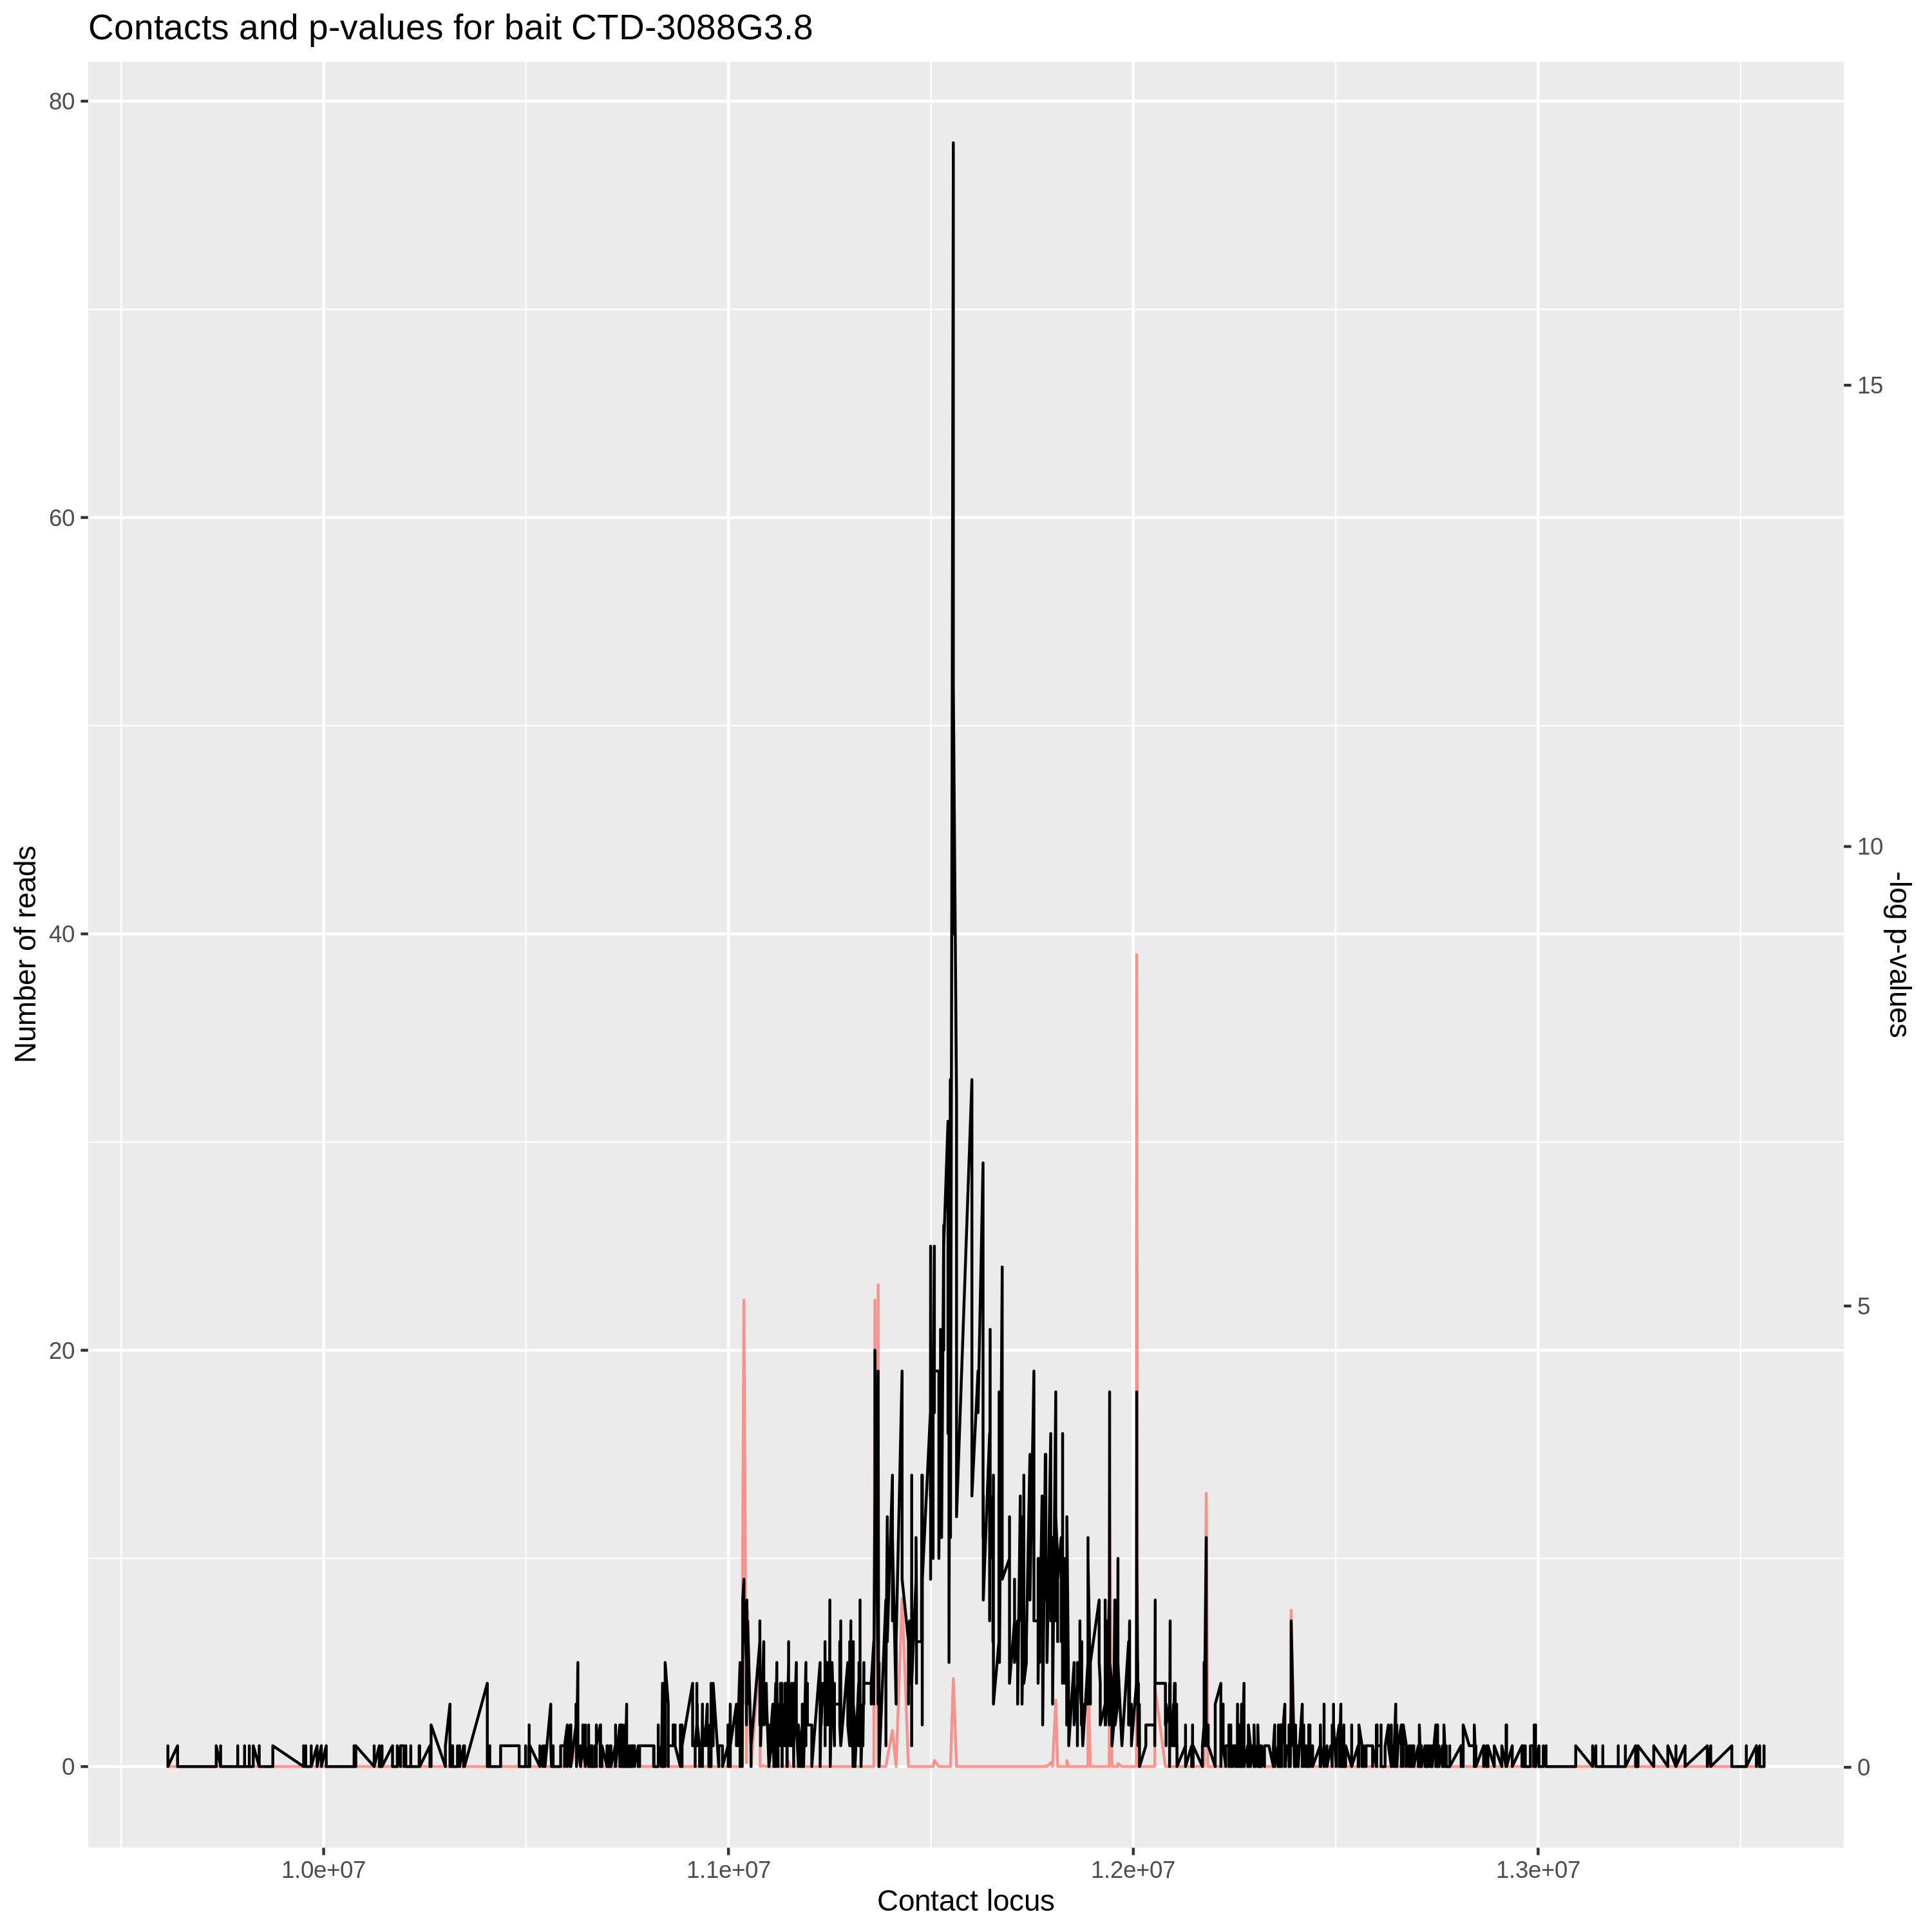 Contacts and p-values for bait CTD-3088G3.8
80
60
40
20
0
Number of reads
15
10
5
0
-log p-values
1.0e+07
1.1e+07
1.2e+07
1.3e+07
Contact locus